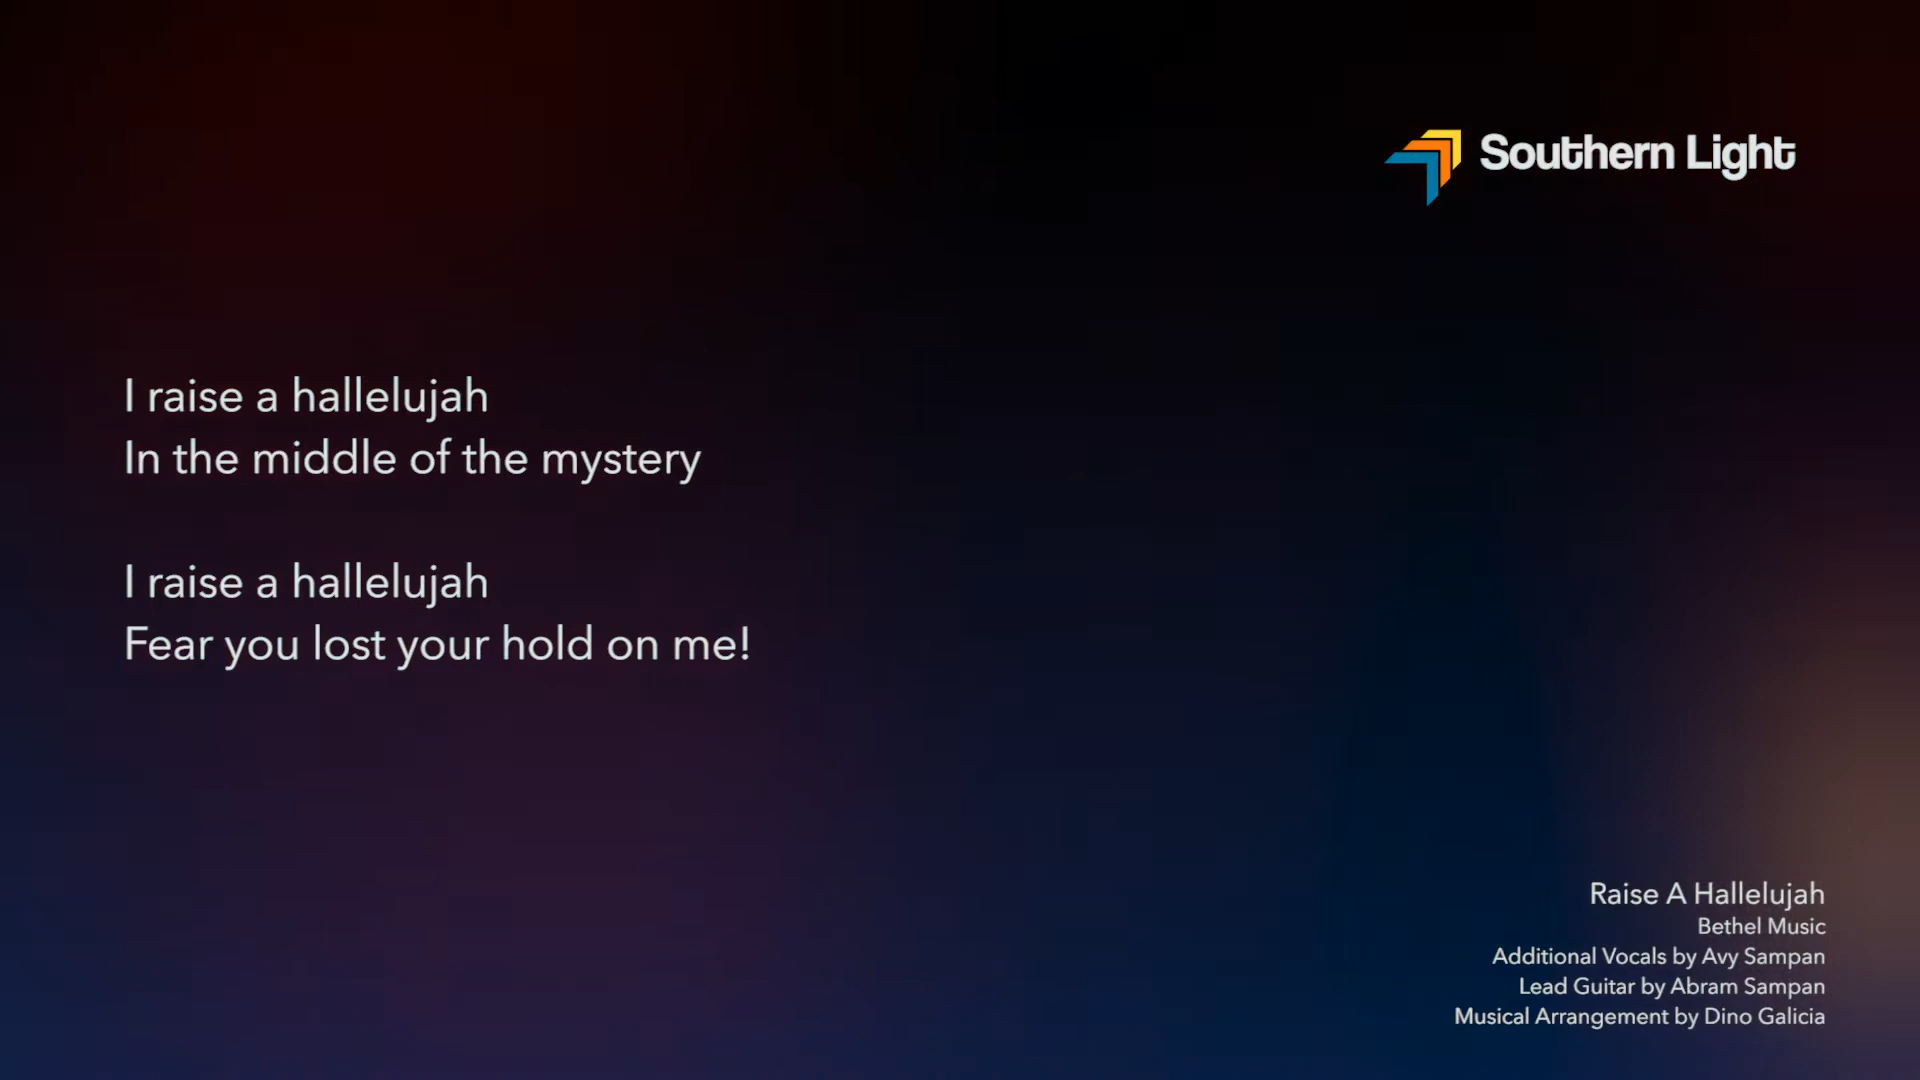 Southern Light
I raise a hallelujah
In the middle of the mystery
I raise a hallelujah
Fear you lost your hold on me!
Raise A Hallelujah
Bethel Music
Additional Vocals by Avy Sampan
Lead Guitar by Abram Sampan
Musical Arrangement by Dino Galicia